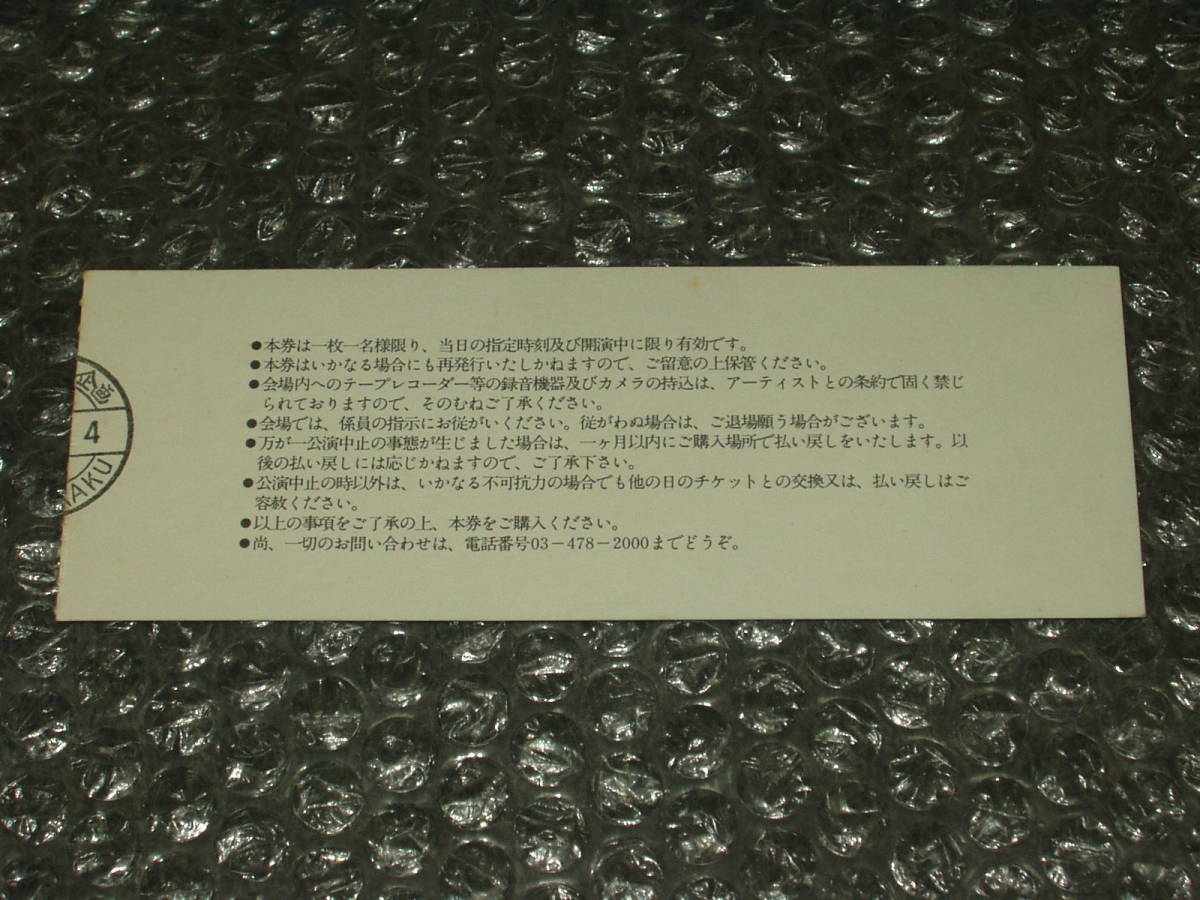 ●本券は一枚一名様限り、当日の指定時刻及び開演中に限り有効です。
●本券はいかなる場合にも再発行いたしかねますので、ご留意の上保管ください。
●会場内へのテープレコーダー等の録音機器及びカメラの持込は、アーティストとの条約で固く禁じ
られておりますので、そのむねご了承ください。
●会場では、係員の指示にお従がいください。従がわぬ場合は、ご退場願う場合がございます。
●万が一公演中止の事態が生じました場合は、一ヶ月以内にご購入場所で払い戻しをいたします。以
後の払い戻しには応じかねますので、ご了承下さい。
●公演中止の時以外は、いかなる不可抗力の場合でも他の日のチケットとの交換又は、払い戻しはご
容赦ください。
●以上の事項をご了承の上、本券をご購入ください。
●尚、一切のお問い合わせは、電話番号03−478−2000までどうぞ。
企画
4
AKU